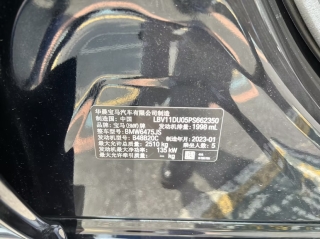 华晨宝马汽车有限公司制造
制造国：中国 LBV11DU05PS662350
品牌：宝马(BMW)牌 发动机排量：1998 mL
整车型号：BMW6475JS
发动机型号：B48B20C 制造年月：2023-01
最大允许总质量：2510 kg 乘坐人数：5
发动机最大净功率：135 kW
最大允许牵引质量：-- kg